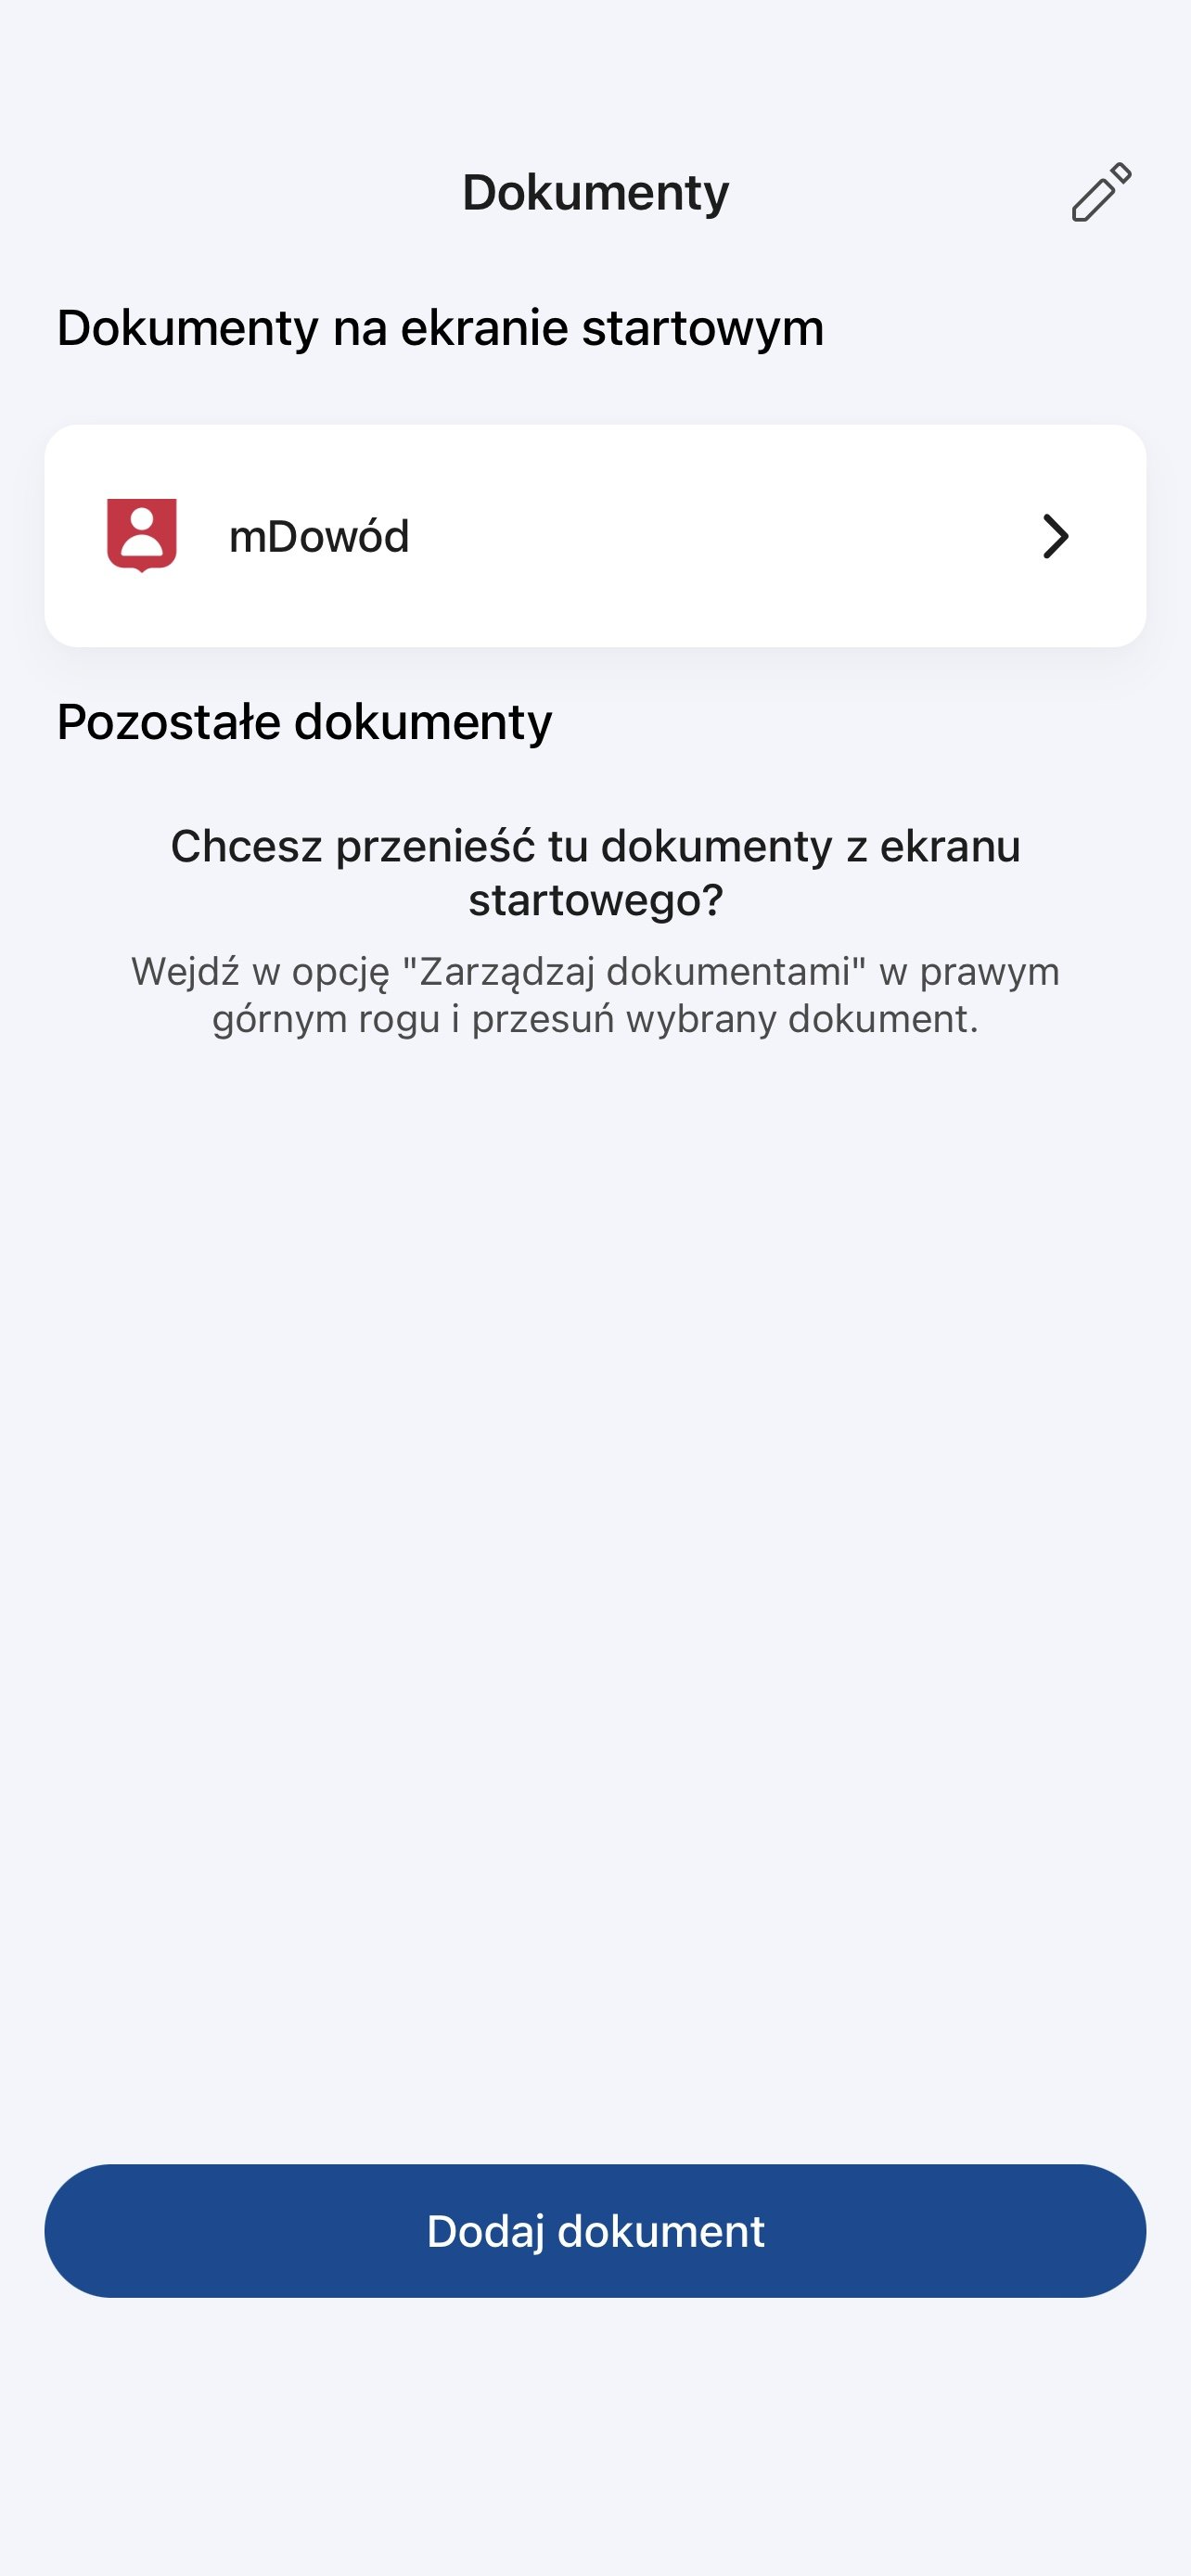 Dokumenty
Dokumenty na ekranie startowym
mDowód
Pozostałe dokumenty
Chcesz przenieść tu dokumenty z ekranu
startowego?
Wejdź w opcję "Zarządzaj dokumentami" w prawym
górnym rogu i przesuń wybrany dokument.
Dodaj dokument